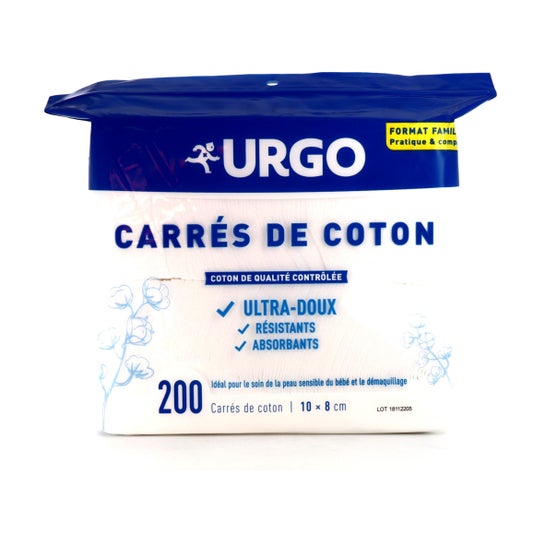 FORMAT FAMIL
Pratique & comp
URGO
CARRÉS DE COTON
COTON DE QUALITÉ CONTRÔLÉE
ULTRA-DOUX
RÉSISTANTS
ABSORBANTS
Idéal pour le soin de la peau sensible du bébé et le démaquillage
200 Carrés de coton | 10 × 8 cm
LOT 18112205